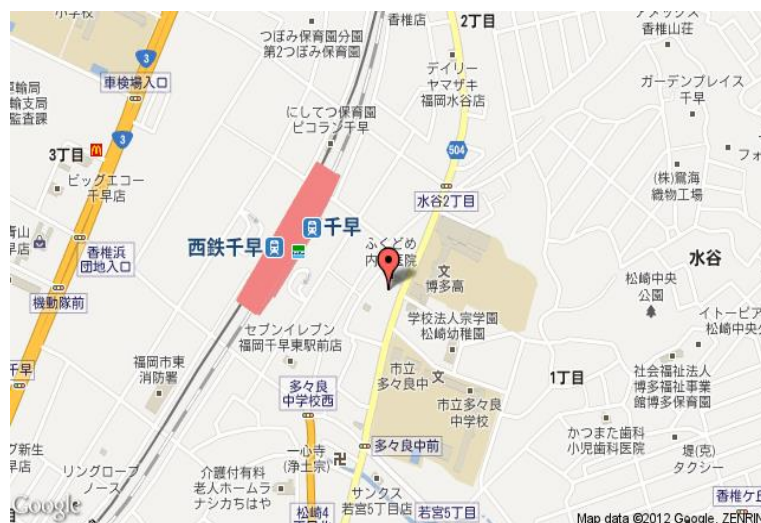 小学校
つぼみ保育園分園
第2つぼみ保育園
香椎店
2丁目
アメックス
香椎山荘
3
車検場入口
デイリー
ヤマザキ
福岡水谷店
ガーデンプレイス
千早
輸局
輸支局
監査課
にしてつ保育園
ピコラン千早
3
504
フォ
3丁目
ビッグエコー
千早店
(株)鴛海
織物工場
水谷2丁目
千早
西鉄千早
青山
早店
香椎浜
団地入口
ふくどめ
内
医院
文
博多高
水谷
松崎中央
公園
機動隊前
学校法人宗学園
松崎幼稚園
イトーピア
松崎中央公
セブンイレブン
福岡千早東駅前店
千早
福岡市東
消防署
市立
多々良中
文
1丁目
社会福祉法人
博多福祉事業
館博多保育園
多々良
中学校西
市立多々良
中学校
多々良中前
かつまた歯科
小児歯科医院
グ新生
早店
リングローブ
ノース
一心寺
(浄土宗)
卍
堤(克)
タクシー
介護付有料
老人ホームラ
ナシカちはや
サンクス
若宮5丁目店
香椎ケ丘
Google
松崎4
若宮5丁目
Map data ©2012 Google, ZENRIN